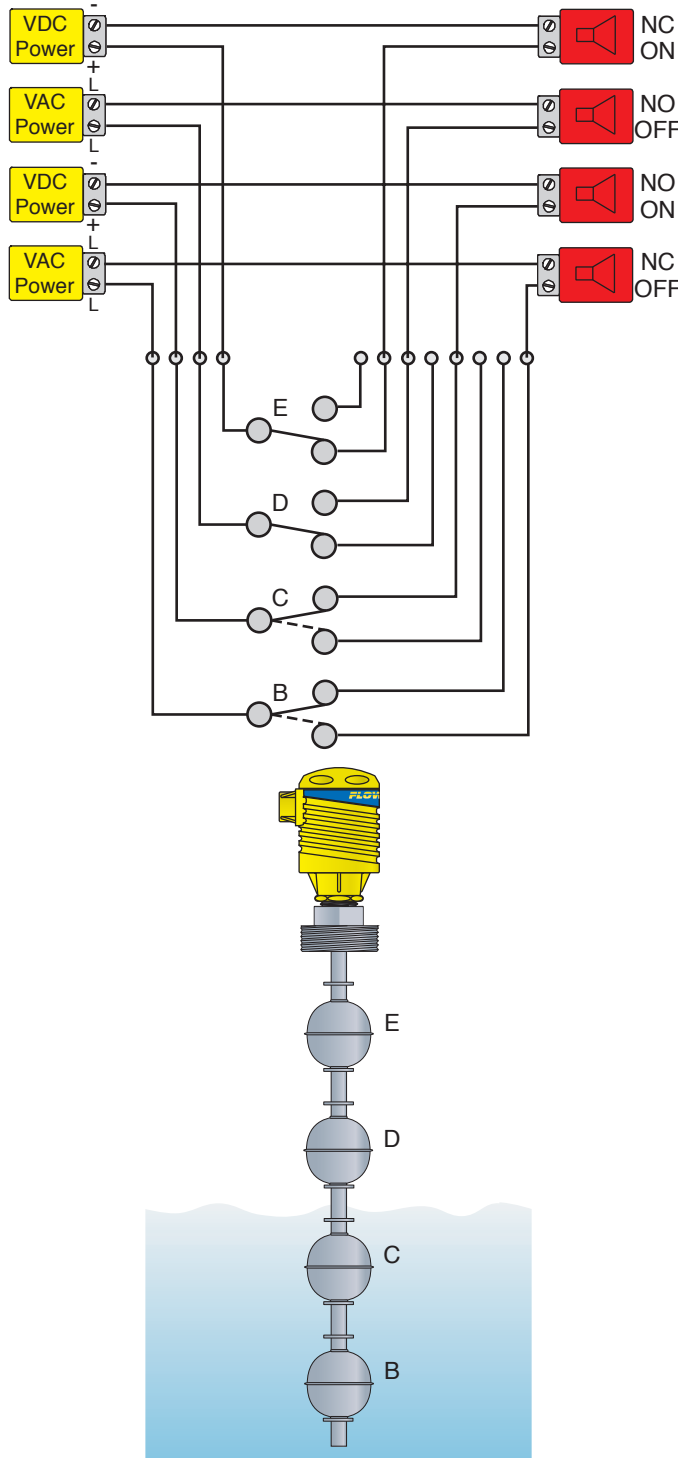 -
VDC
Power
+
NC
ON
L
VAC
Power
L
NO
OFF
-
VDC
Power
+
NO
ON
L
VAC
Power
L
NC
OFF
E
D
C
B
FLOW
E
D
C
B